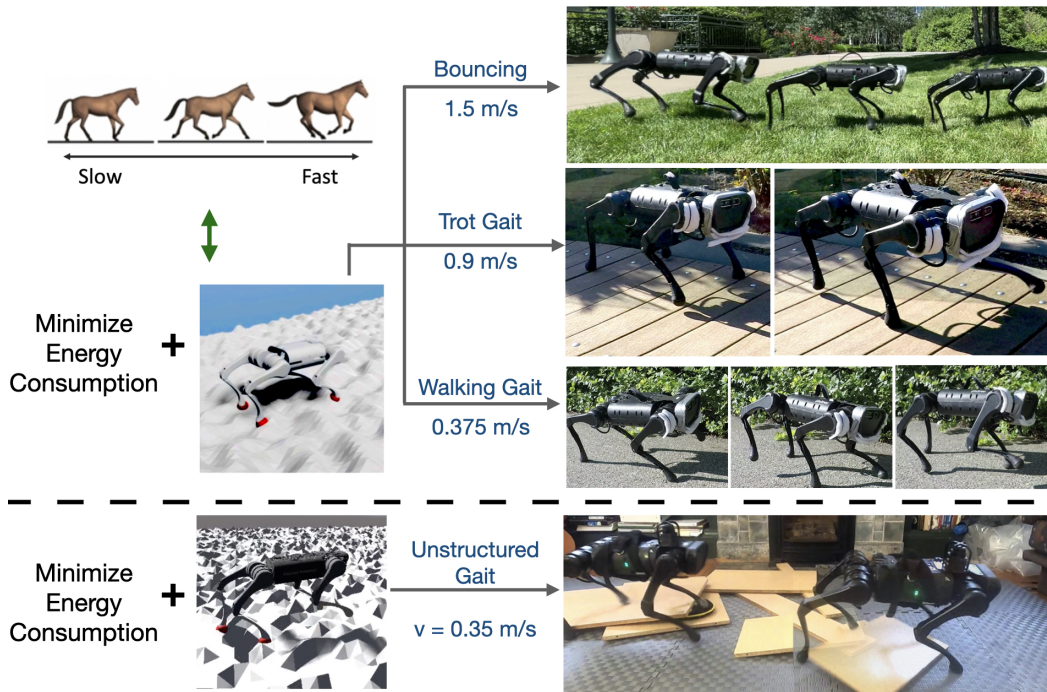 Bouncing
1.5 m/s
Slow
Fast
Trot Gait
0.9 m/s
Minimize
Energy
Consumption
+
Walking Gait
0.375 m/s
Minimize
Energy
Consumption
+
Unstructured
Gait
v = 0.35 m/s